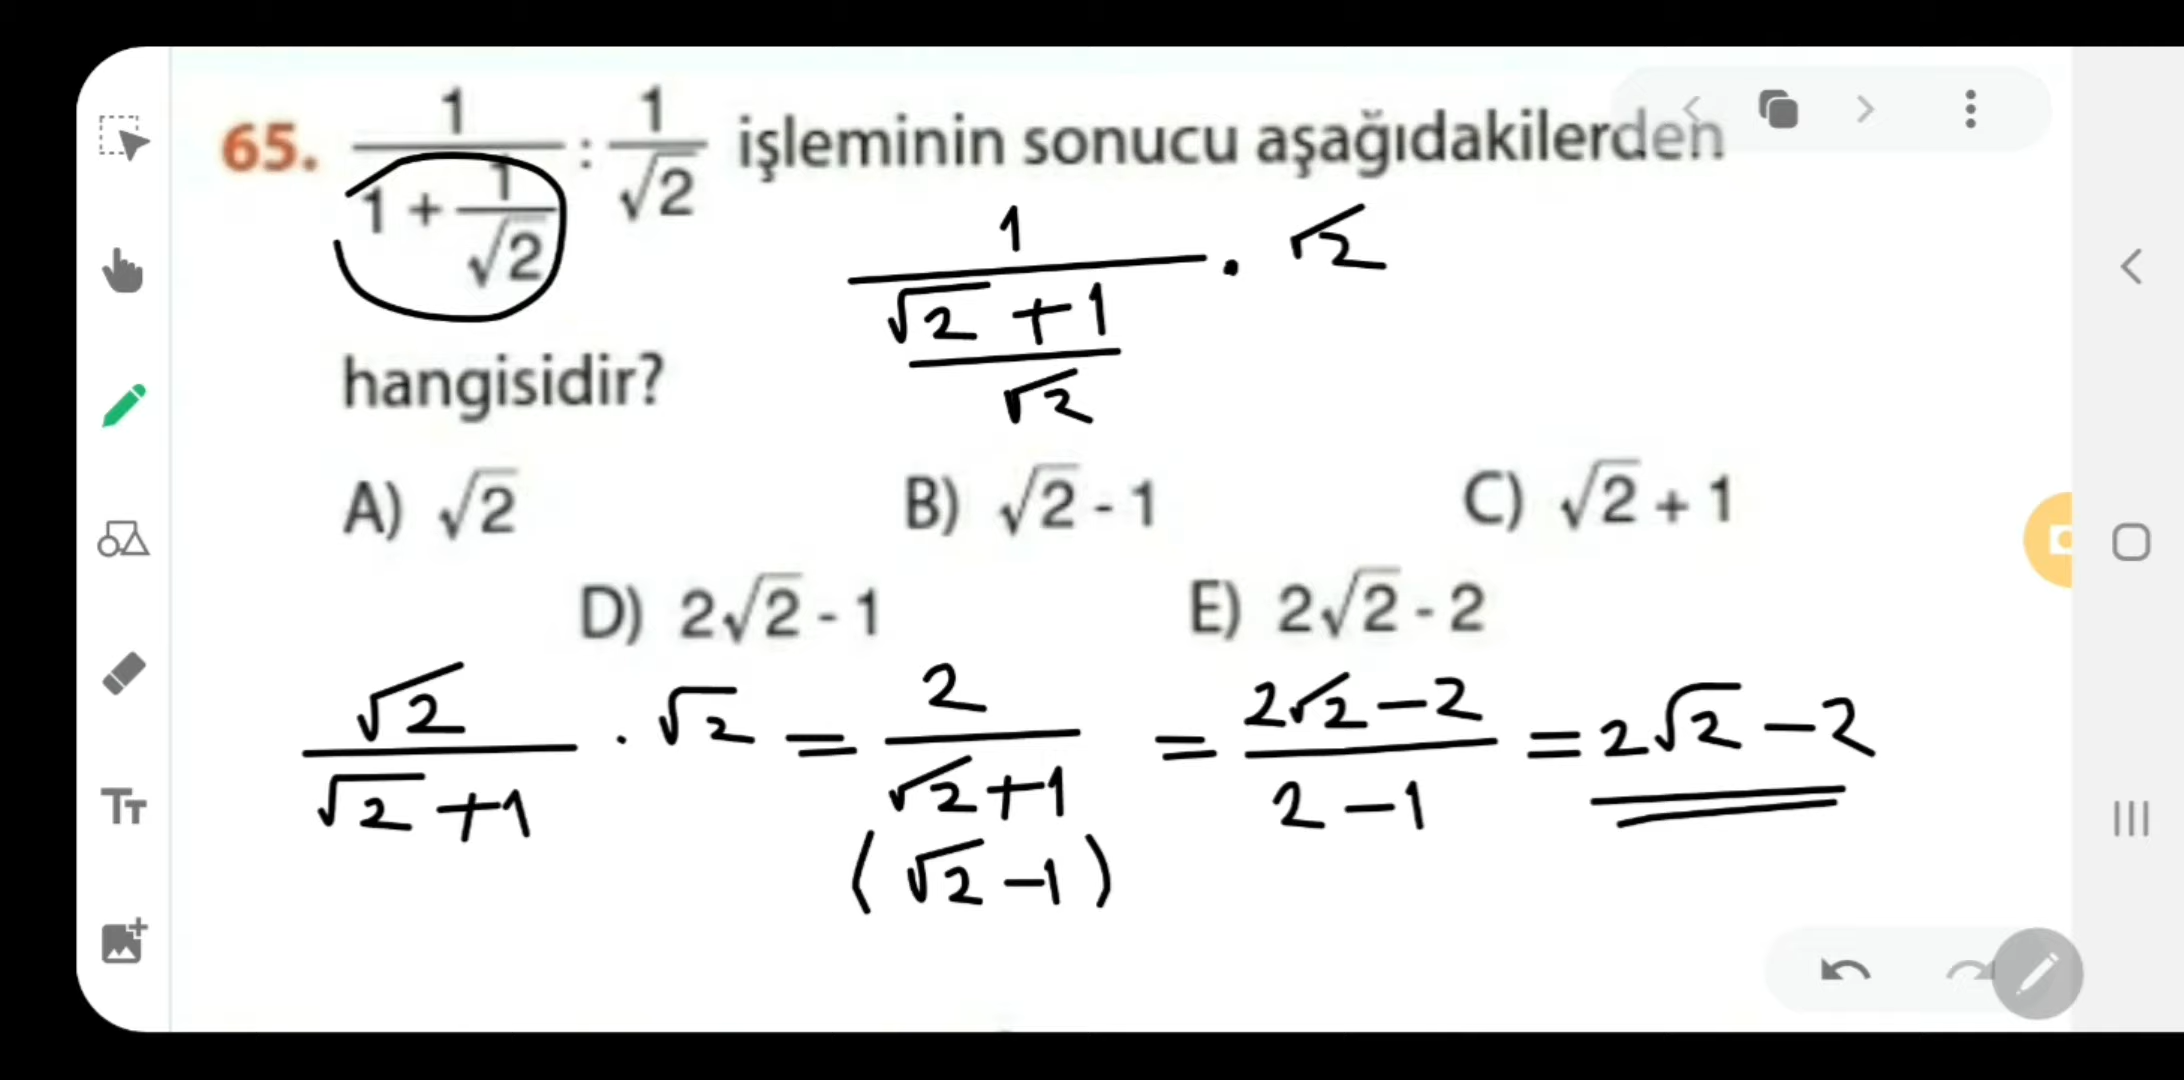 65. 1/(1 + 1/√2) : 1/√2 işleminin sonucu aşağıdakilerden
1/((√2 + 1)/√2) . √2
hangisidir?
A) √2 B) √2 - 1 C) √2 + 1
D) 2√2 - 1 E) 2√2 - 2
√2/(√2 + 1) . √2 = 2/(√2 + 1) = (2√2 - 2)/(2 - 1) = 2√2 - 2
(√2 - 1)
Tт